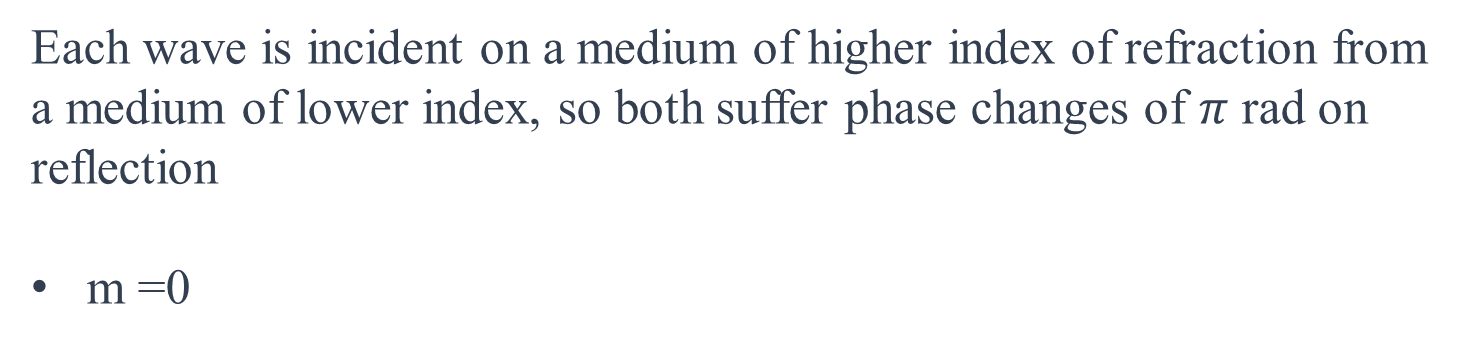 Each wave is incident on a medium of higher index of refraction from
a medium of lower index, so both suffer phase changes of π rad on
reflection
• m =0